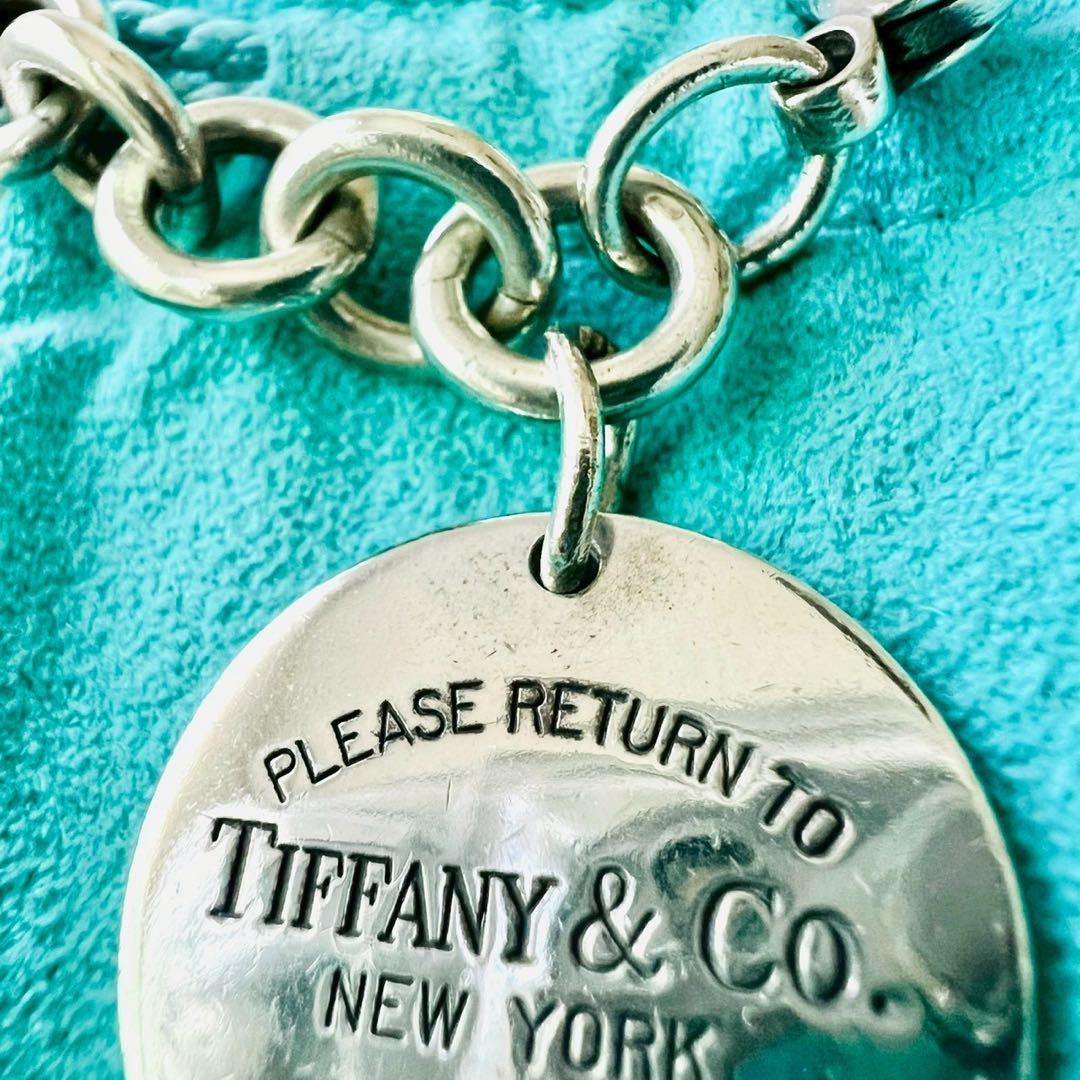 PLEASE RETURN TO
TIFFANY & CO.
NEW YORK